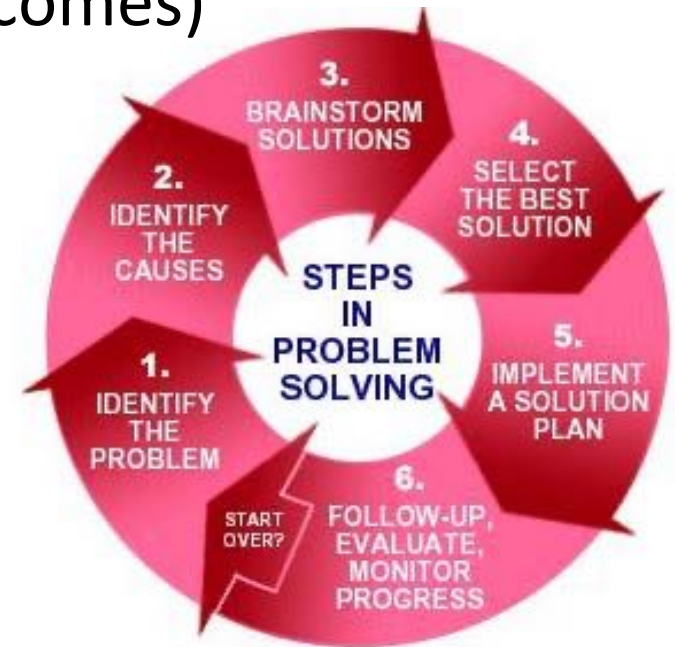 comes)
STEPS
IN
PROBLEM
SOLVING
1.
IDENTIFY
THE
PROBLEM
2.
IDENTIFY
THE
CAUSES
3.
BRAINSTORM
SOLUTIONS
4.
SELECT
THE BEST
SOLUTION
5.
IMPLEMENT
A SOLUTION
PLAN
6.
FOLLOW-UP,
EVALUATE,
MONITOR
PROGRESS
START
OVER?